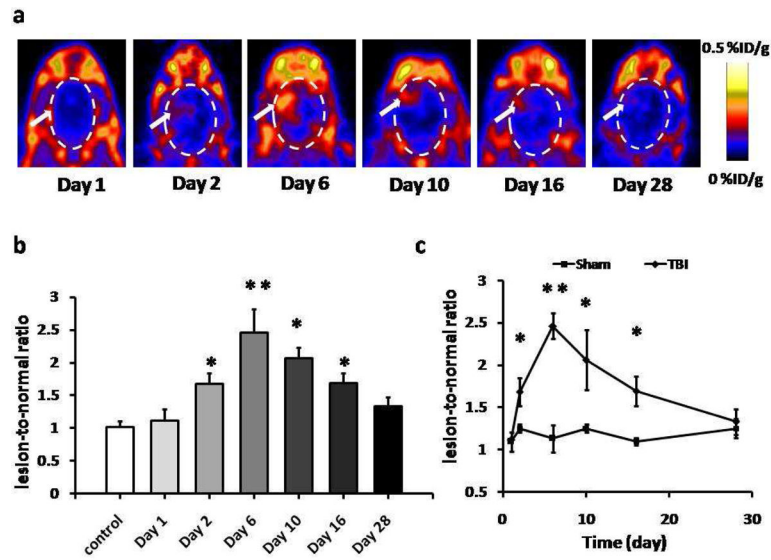 a
0.5 %ID/g
0 %ID/g
Day 1 Day 2 Day 6 Day 10 Day 16 Day 28
b
lesion-to-normal ratio
3
2.5
2
1.5
1
0.5
0
*
* *
*
*
control Day 1 Day 2 Day 6 Day 10 Day 16 Day 28
c
Sham TBI
lesion-to-normal ratio
3
2.5
2
1.5
1
0.5
*
* *
*
*
0 10 20 30
Time (day)